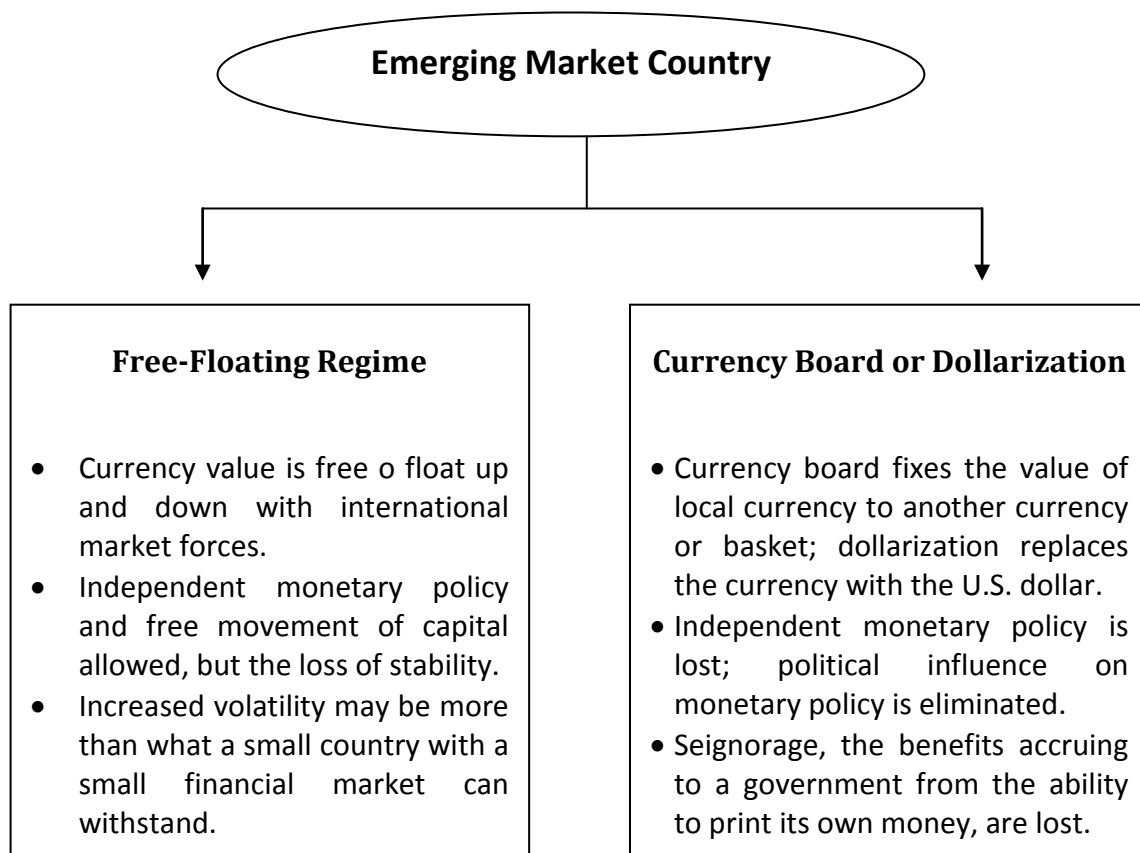 Emerging Market Country
Free-Floating Regime
• Currency value is free o float up
and down with international
market forces.
• Independent monetary policy
and free movement of capital
allowed, but the loss of stability.
• Increased volatility may be more
than what a small country with a
small financial market can
withstand.
Currency Board or Dollarization
• Currency board fixes the value of
local currency to another currency
or basket; dollarization replaces
the currency with the U.S. dollar.
• Independent monetary policy is
lost; political influence on
monetary policy is eliminated.
• Seignorage, the benefits accruing
to a government from the ability
to print its own money, are lost.